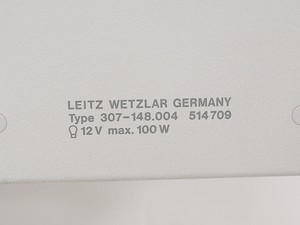 LEITZ WETZLAR GERMANY
Type 307-148.004 514709
12 V max. 100 W